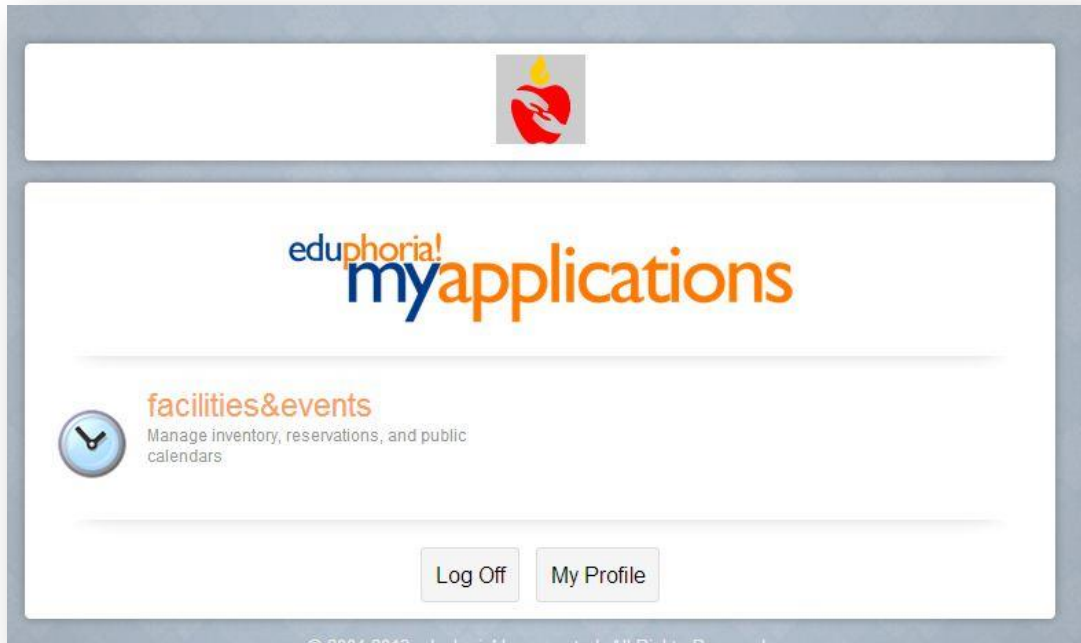 eduphoria!
myapplications
facilities&events
Manage inventory, reservations, and public
calendars
Log Off My Profile